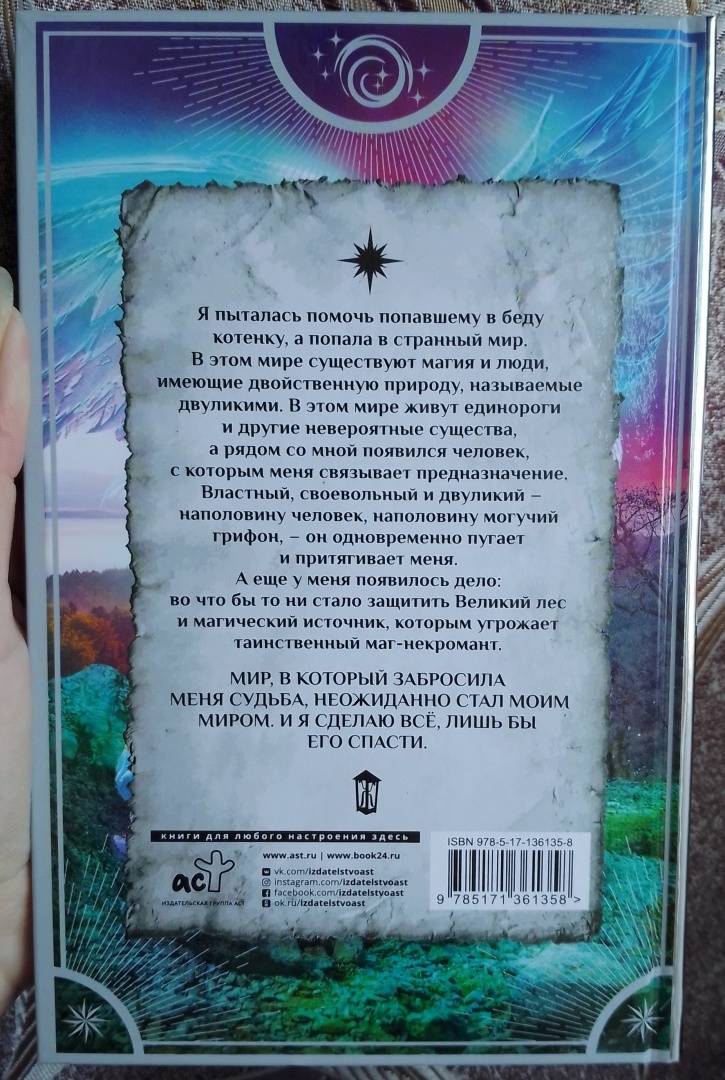 Я пыталась помочь попавшему в беду
котенку, а попала в странный мир.
В этом мире существуют магия и люди,
имеющие двойственную природу, называемые
двуликими. В этом мире живут единороги
и другие невероятные существа,
а рядом со мной появился человек,
с которым меня связывает предназначение.
Властный, своевольный и двуликий –
наполовину человек, наполовину могучий
грифон, – он одновременно пугает
и притягивает меня.
А еще у меня появилось дело:
во что бы то ни стало защитить Великий лес
и магический источник, которым угрожает
таинственный маг-некромант.
МИР, В КОТОРЫЙ ЗАБРОСИЛА
МЕНЯ СУДЬБА, НЕОЖИДАННО СТАЛ МОИМ
МИРОМ. И Я СДЕЛАЮ ВСЁ, ЛИШЬ БЫ
ЕГО СПАСТИ.
Ж
книги для любого настроения здесь
www.ast.ru | www.book24.ru
vk.com/izdatelstvoast
instagram.com/izdatelstvoast
facebook.com/izdatelstvoast
ok.ru/izdatelstvoast
аст
ИЗДАТЕЛЬСКАЯ ГРУППА АСТ
ISBN 978-5-17-136135-8
9 785171 361358 >